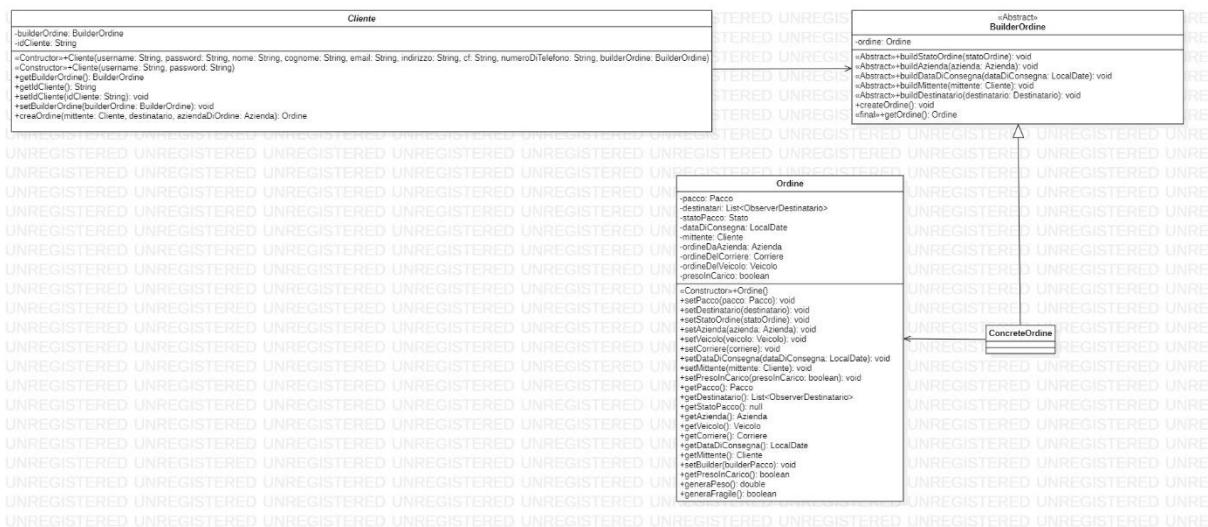 Cliente
-builderOrdine: BuilderOrdine
-idCliente: String
«Contructor»+Cliente(username: String, password: String, nome: String, cognome: String, email: String, indirizzo: String, cf: String, numeroDiTelefono: String, builderOrdine: BuilderOrdine)
«Constructor»+Cliente(username: String, password: String)
+getBuilderOrdine(): BuilderOrdine
+getIdCliente(): String
+setIdCliente(idCliente: String): void
+setBuilderOrdine(builderOrdine: BuilderOrdine): void
+creaOrdine(mittente: Cliente, destinatario, aziendaDiOrdine: Azienda): Ordine
«Abstract»
BuilderOrdine
-ordine: Ordine
«Abstract»+buildStatoOrdine(statoOrdine): void
«Abstract»+buildAzienda(azienda: Azienda): void
«Abstract»+buildDataDiConsegna(dataDiConsegna: LocalDate): void
«Abstract»+buildMittente(mittente: Cliente): void
«Abstract»+buildDestinatario(destinatario: Destinatario): void
+createOrdine(): void
«final»+getOrdine(): Ordine
Ordine
-pacco: Pacco
-destinatari: List<ObserverDestinatario>
-statoPacco: Stato
-dataDiConsegna: LocalDate
-mittente: Cliente
-ordineDaAzienda: Azienda
-ordineDelCorriere: Corriere
-ordineDelVeicolo: Veicolo
-presoInCarico: boolean
«Constructor»+Ordine()
+setPacco(pacco: Pacco): void
+setDestinatario(destinatario): void
+setStatoOrdine(statoOrdine): void
+setAzienda(azienda: Azienda): void
+setVeicolo(veicolo: Veicolo): void
+setCorriere(corriere): void
+setDataDiConsegna(dataDiConsegna: LocalDate): void
+setMittente(mittente: Cliente): void
+setPresoInCarico(presoInCarico: boolean): void
+getPacco(): Pacco
+getDestinatario(): List<ObserverDestinatario>
+getStatoPacco(): null
+getAzienda(): Azienda
+getVeicolo(): Veicolo
+getCorriere(): Corriere
+getDataDiConsegna(): LocalDate
+getMittente(): Cliente
+setBuilder(builderPacco): void
+getPresoInCarico(): boolean
+generaPeso(): double
+generaFragile(): boolean
ConcreteOrdine